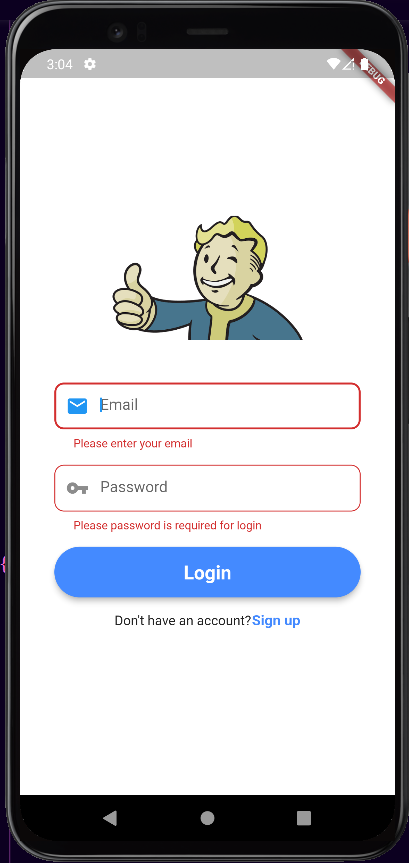 3:04
Email
Please enter your email
Password
Please password is required for login
Login
Don't have an account?Sign up